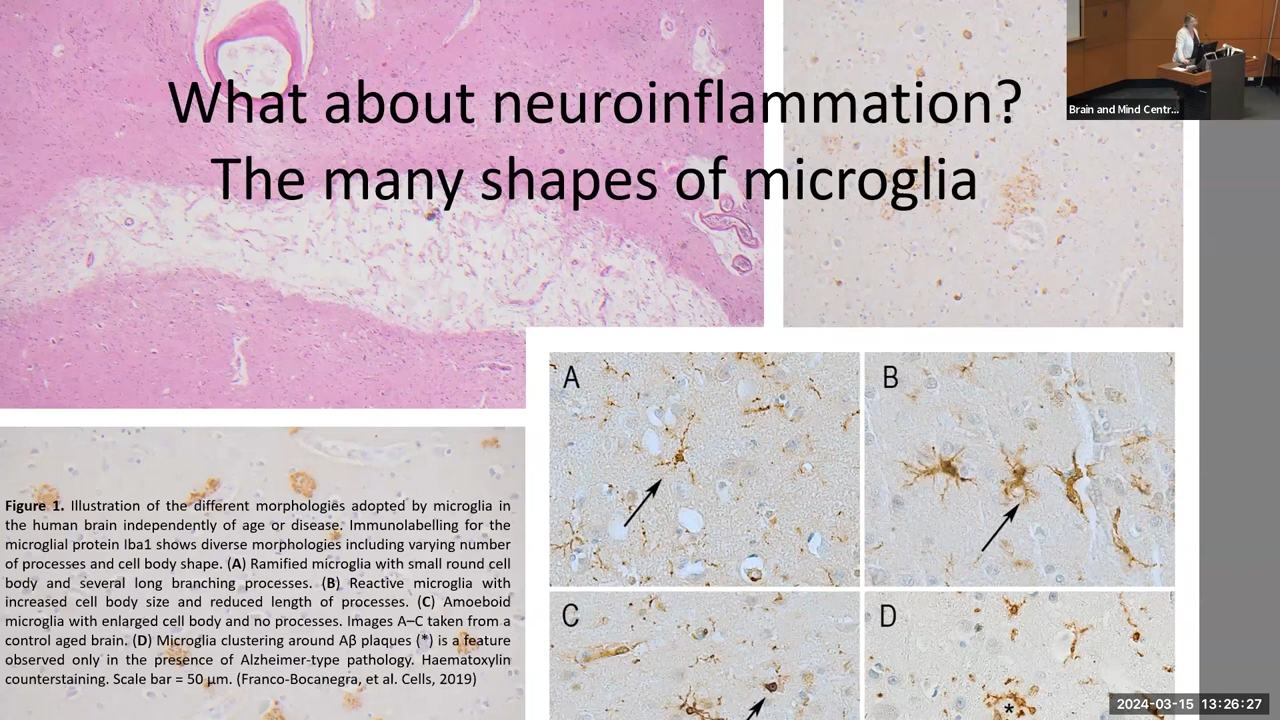 What about neuroinflammation?
The many shapes of microglia
Brain and Mind Centr...
A
B
C
D
*
Figure 1. Illustration of the different morphologies adopted by microglia in
the human brain independently of age or disease. Immunolabelling for the
microglial protein Iba1 shows diverse morphologies including varying number
of processes and cell body shape. (A) Ramified microglia with small round cell
body and several long branching processes. (B) Reactive microglia with
increased cell body size and reduced length of processes. (C) Amoeboid
microglia with enlarged cell body and no processes. Images A–C taken from a
control aged brain. (D) Microglia clustering around Aβ plaques (*) is a feature
observed only in the presence of Alzheimer-type pathology. Haematoxylin
counterstaining. Scale bar = 50 μm. (Franco-Bocanegra, et al. Cells, 2019)
2024-03-15 13:26:27